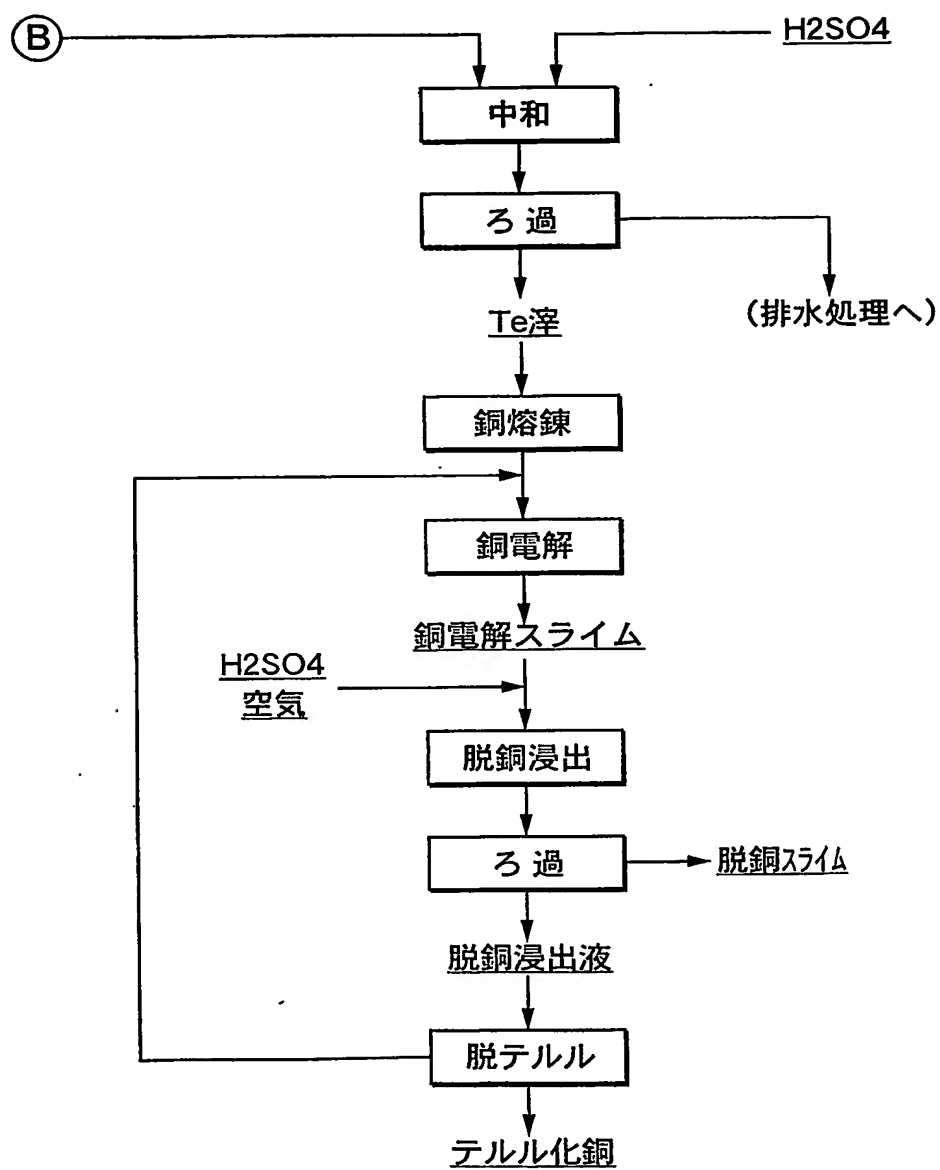 B
H2SO4
中和
ろ過
(排水処理へ)
Te滓
銅熔錬
銅電解
銅電解スライム
H2SO4
空気
脱銅浸出
ろ過
脱銅スライム
脱銅浸出液
脱テルル
テルル化銅